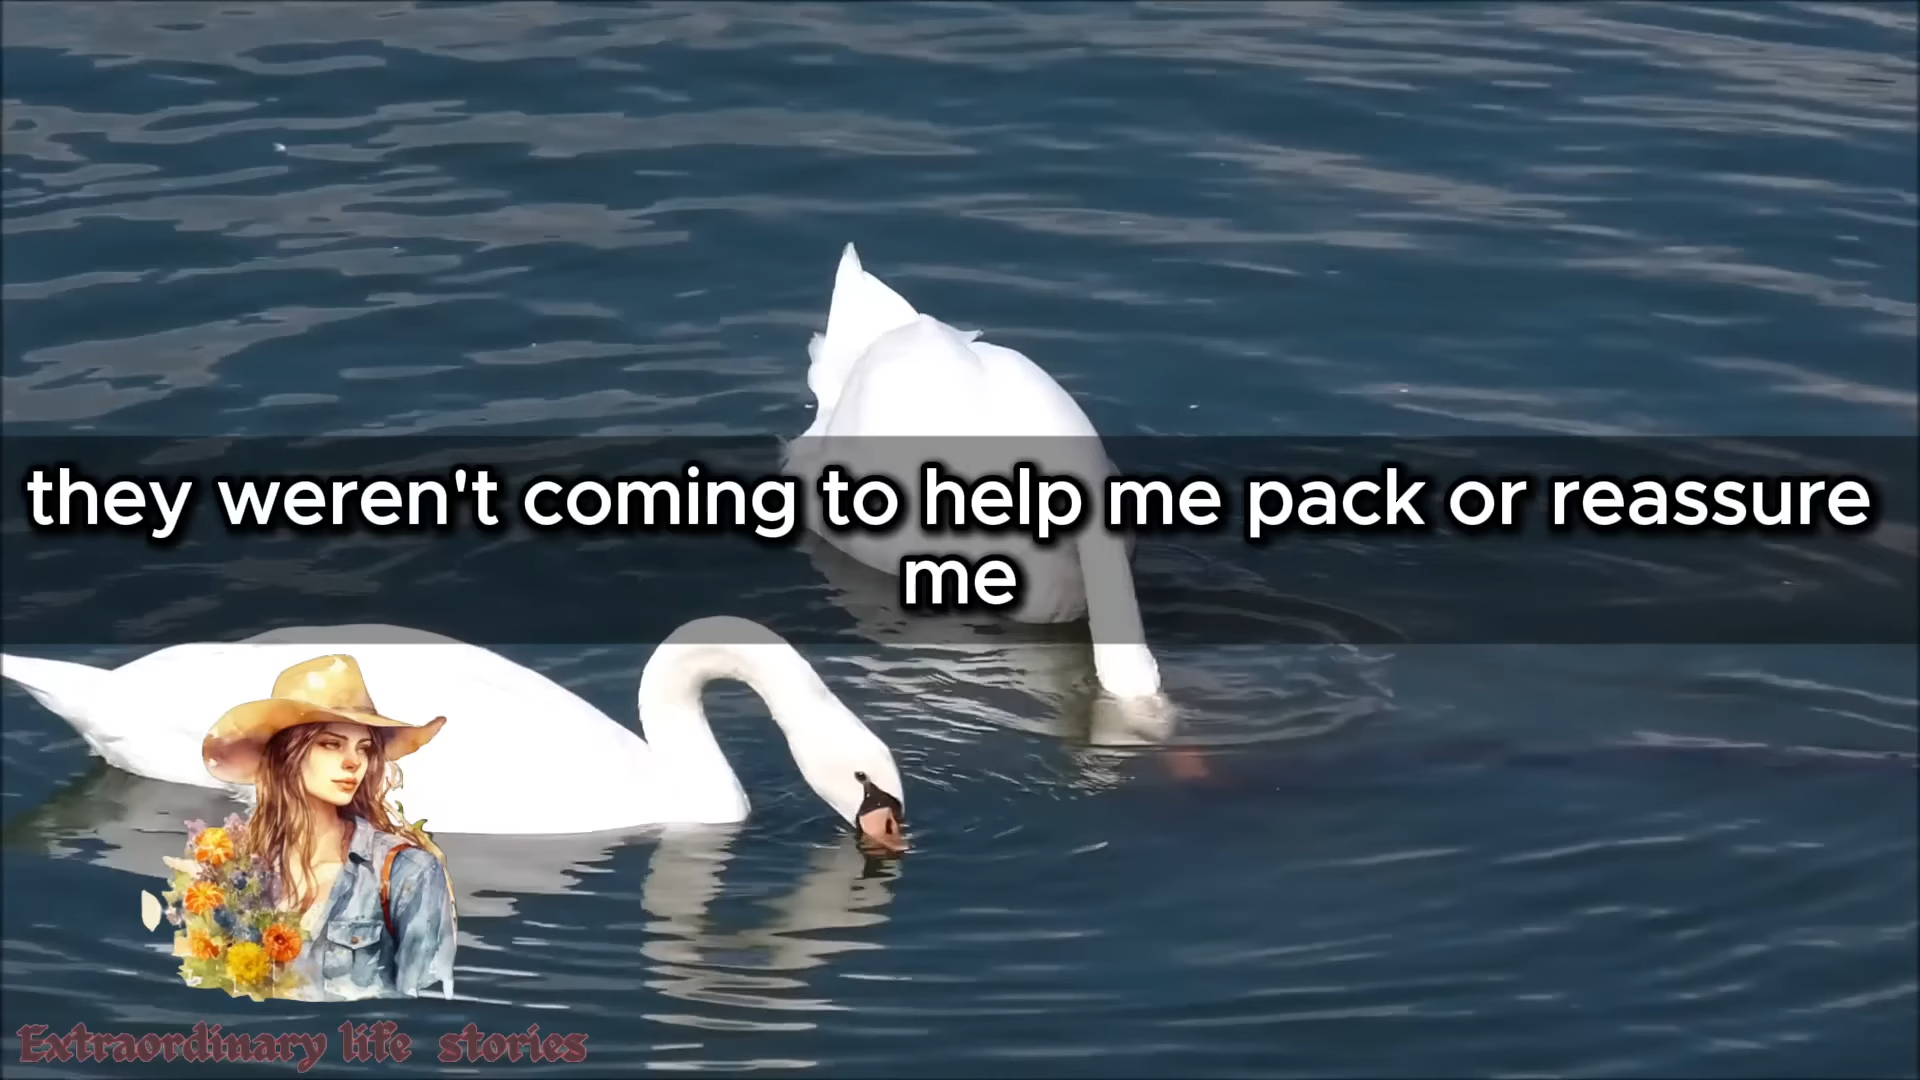 they weren't coming to help me pack or reassure
me
Extraordinary life stories